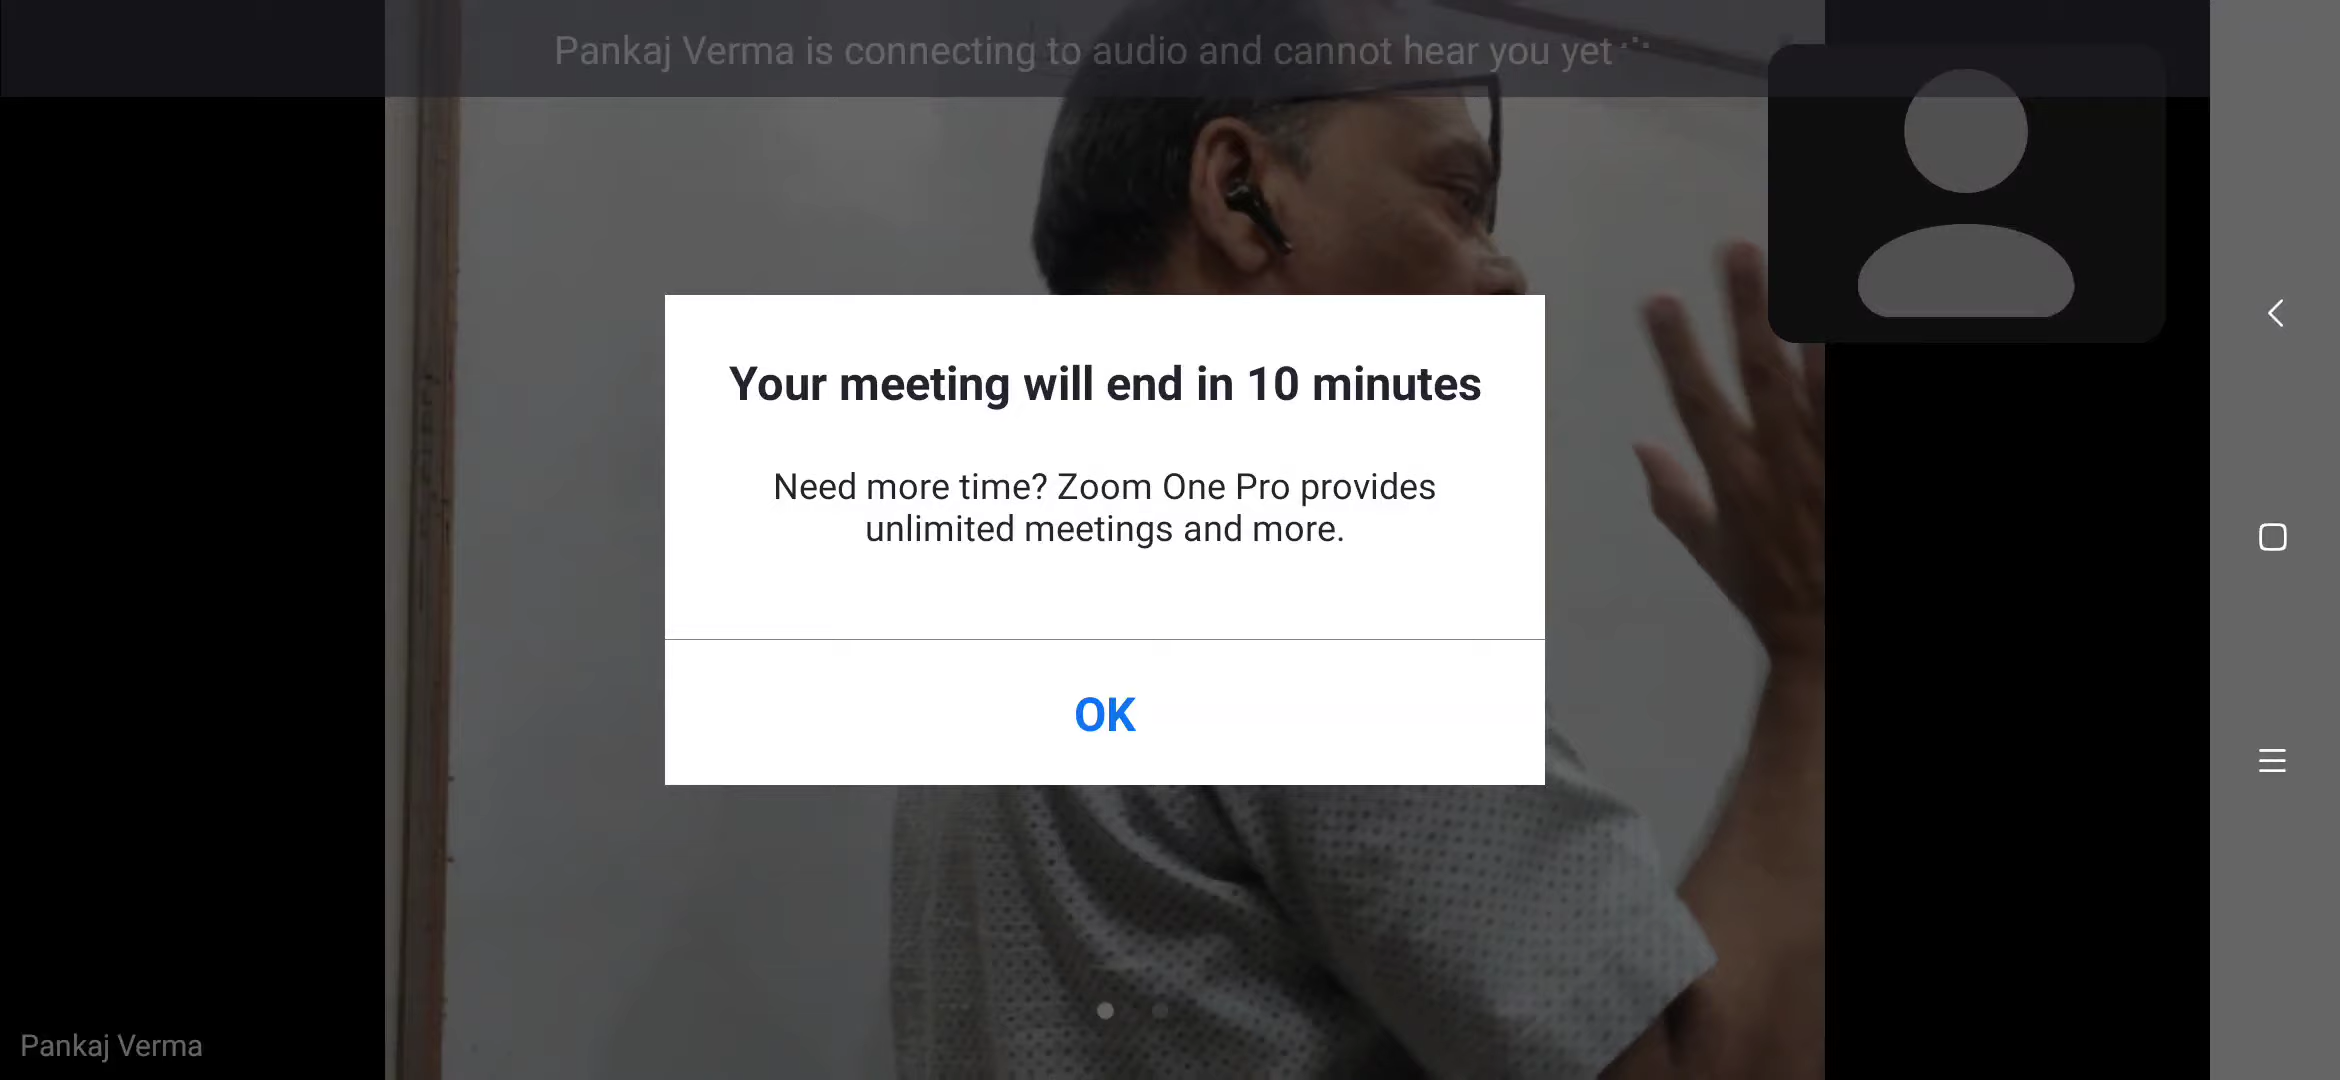 Pankaj Verma is connecting to audio and cannot hear you yet
Your meeting will end in 10 minutes
Need more time? Zoom One Pro provides
unlimited meetings and more.
OK
Pankaj Verma